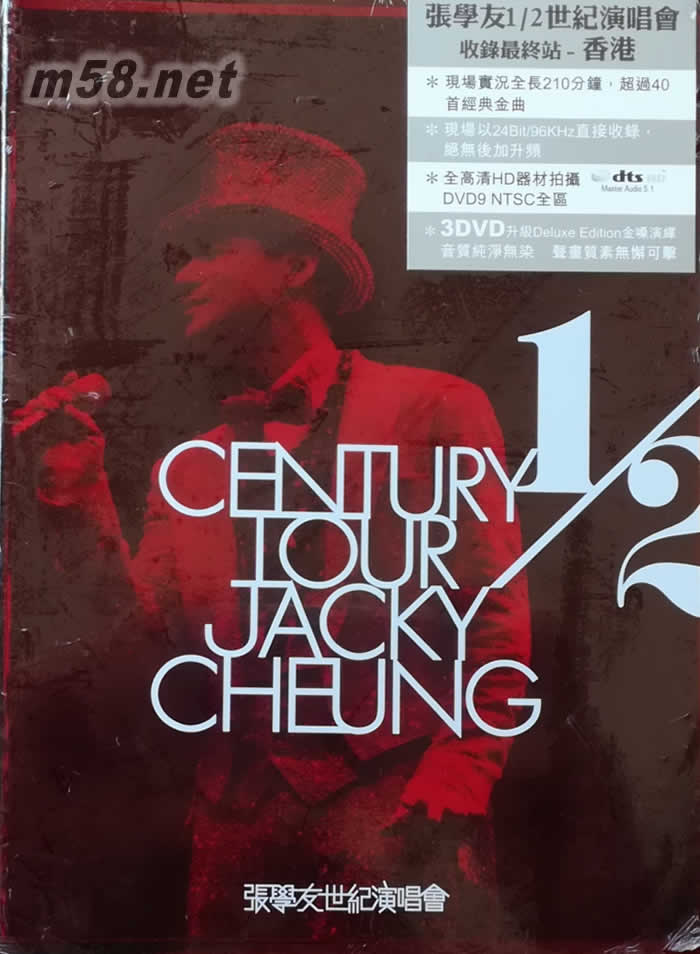 m58.net
張學友1/2世紀演唱會
收錄最終站 - 香港
* 現場實況全長210分鐘，超過40
首經典金曲
* 現場以24Bit/96KHz直接收錄，
絕無後加升頻
* 全高清HD器材拍攝
DVD9 NTSC全區
dts HD
Master Audio 5.1
* 3DVD升級Deluxe Edition金嗓演繹
音質純淨無染 聲畫質素無懈可擊
1/2
CENTURY
TOUR
JACKY
CHEUNG
張學友世紀演唱會